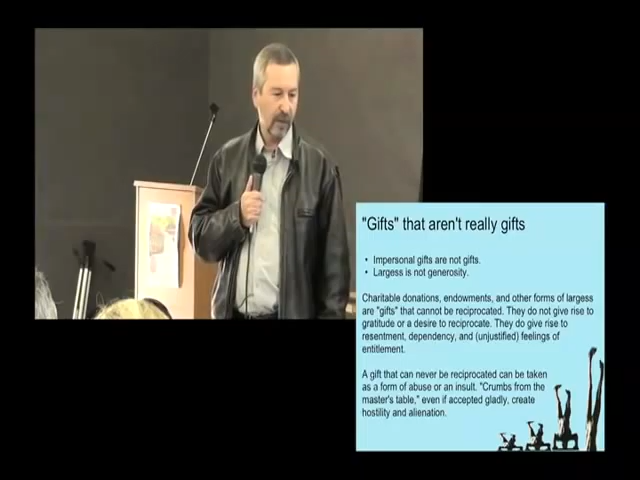 "Gifts" that aren't really gifts
• Impersonal gifts are not gifts.
• Largess is not generosity.
Charitable donations, endowments, and other forms of largess
are "gifts" that cannot be reciprocated. They do not give rise to
gratitude or a desire to reciprocate. They do give rise to
resentment, dependency, and (unjustified) feelings of
entitlement.
A gift that can never be reciprocated can be taken
as a form of abuse or an insult. "Crumbs from the
master's table," even if accepted gladly, create
hostility and alienation.